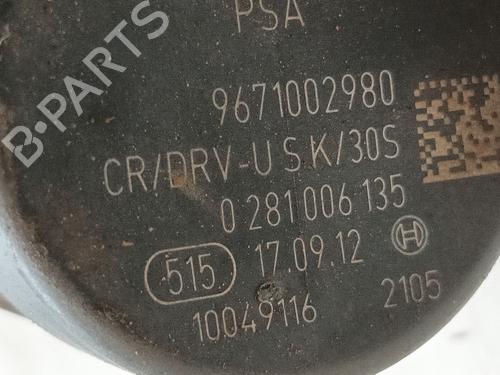 PSA
9671002980
CR/DRV-U S K/30S
0 281 006 135
515 17.09.12
10049116 2105
B-PARTS